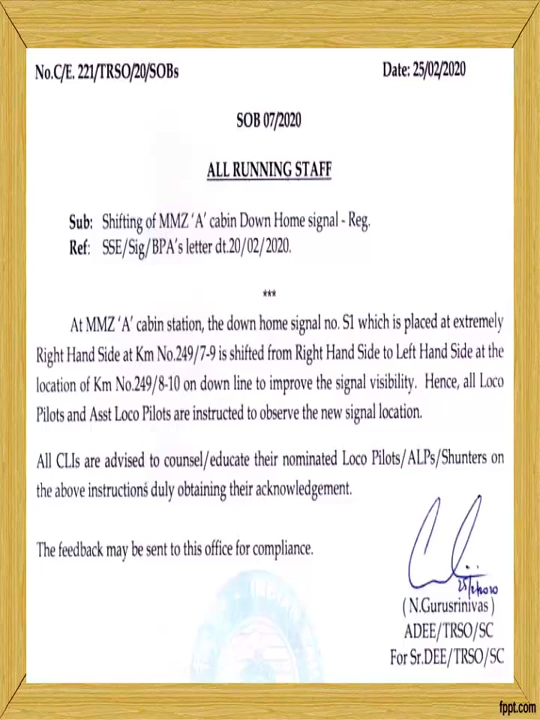 No.C/E. 221/TRSO/20/SOBs Date: 25/02/2020
SOB 07/2020
ALL RUNNING STAFF
Sub: Shifting of MMZ 'A' cabin Down Home signal - Reg.
Ref: SSE/Sig/BPA's letter dt.20/02/2020.
***
At MMZ 'A' cabin station, the down home signal no. S1 which is placed at extremely
Right Hand Side at Km No.249/7-9 is shifted from Right Hand Side to Left Hand Side at the
location of Km No.249/8-10 on down line to improve the signal visibility. Hence, all Loco
Pilots and Asst Loco Pilots are instructed to observe the new signal location.
All CLIs are advised to counsel/educate their nominated Loco Pilots/ALPs/Shunters on
the above instructions duly obtaining their acknowledgement.
The feedback may be sent to this office for compliance.
25/2/2020
( N.Gurusrinivas )
ADEE/TRSO/SC
For Sr.DEE/TRSO/SC
fppt.com